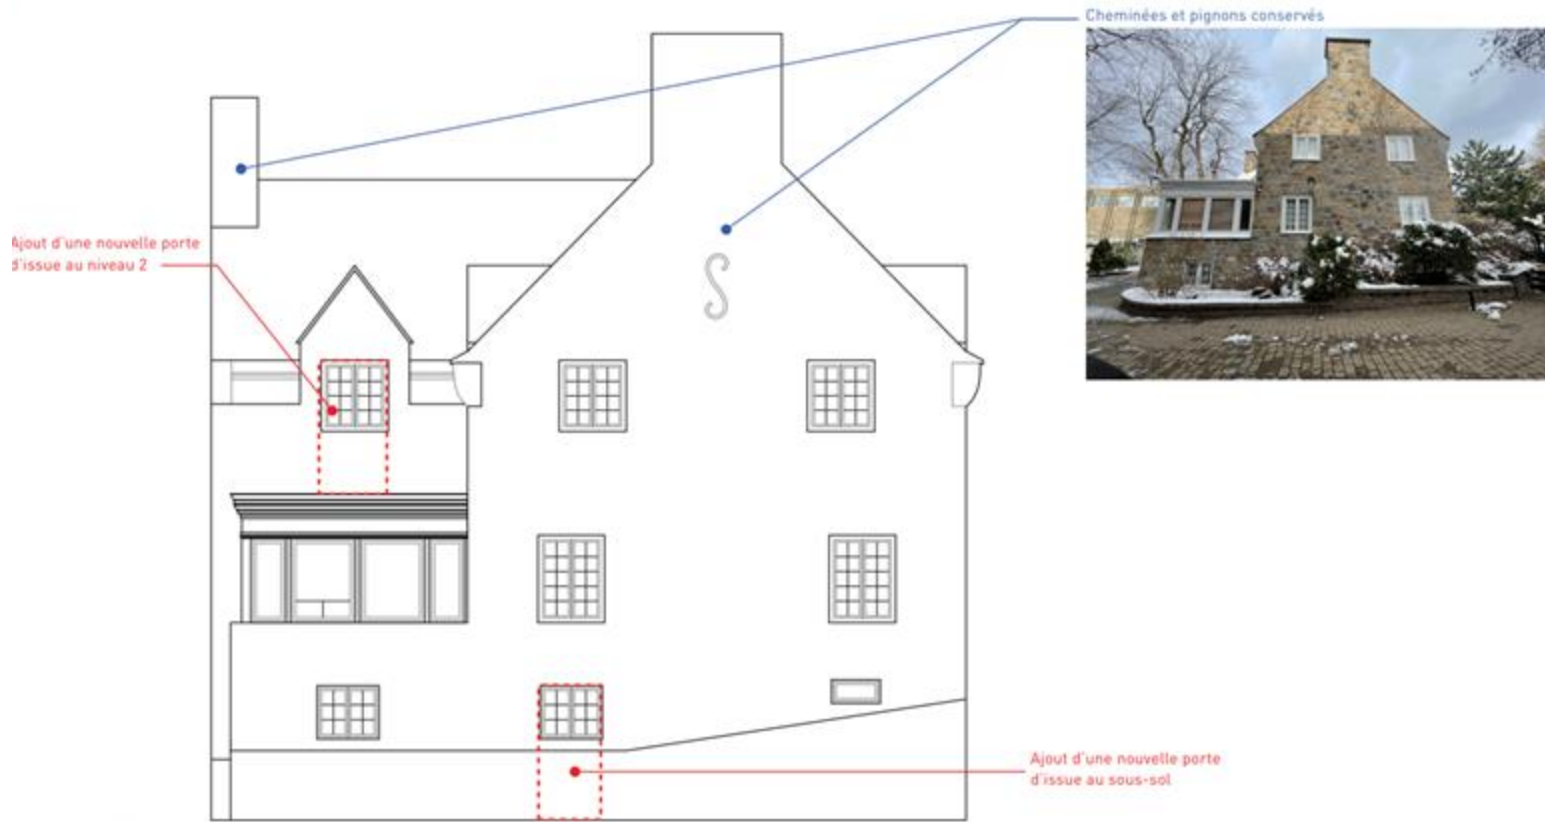 Cheminées et pignons conservés
Ajout d'une nouvelle porte
d'issue au niveau 2
Ajout d'une nouvelle porte
d'issue au sous-sol